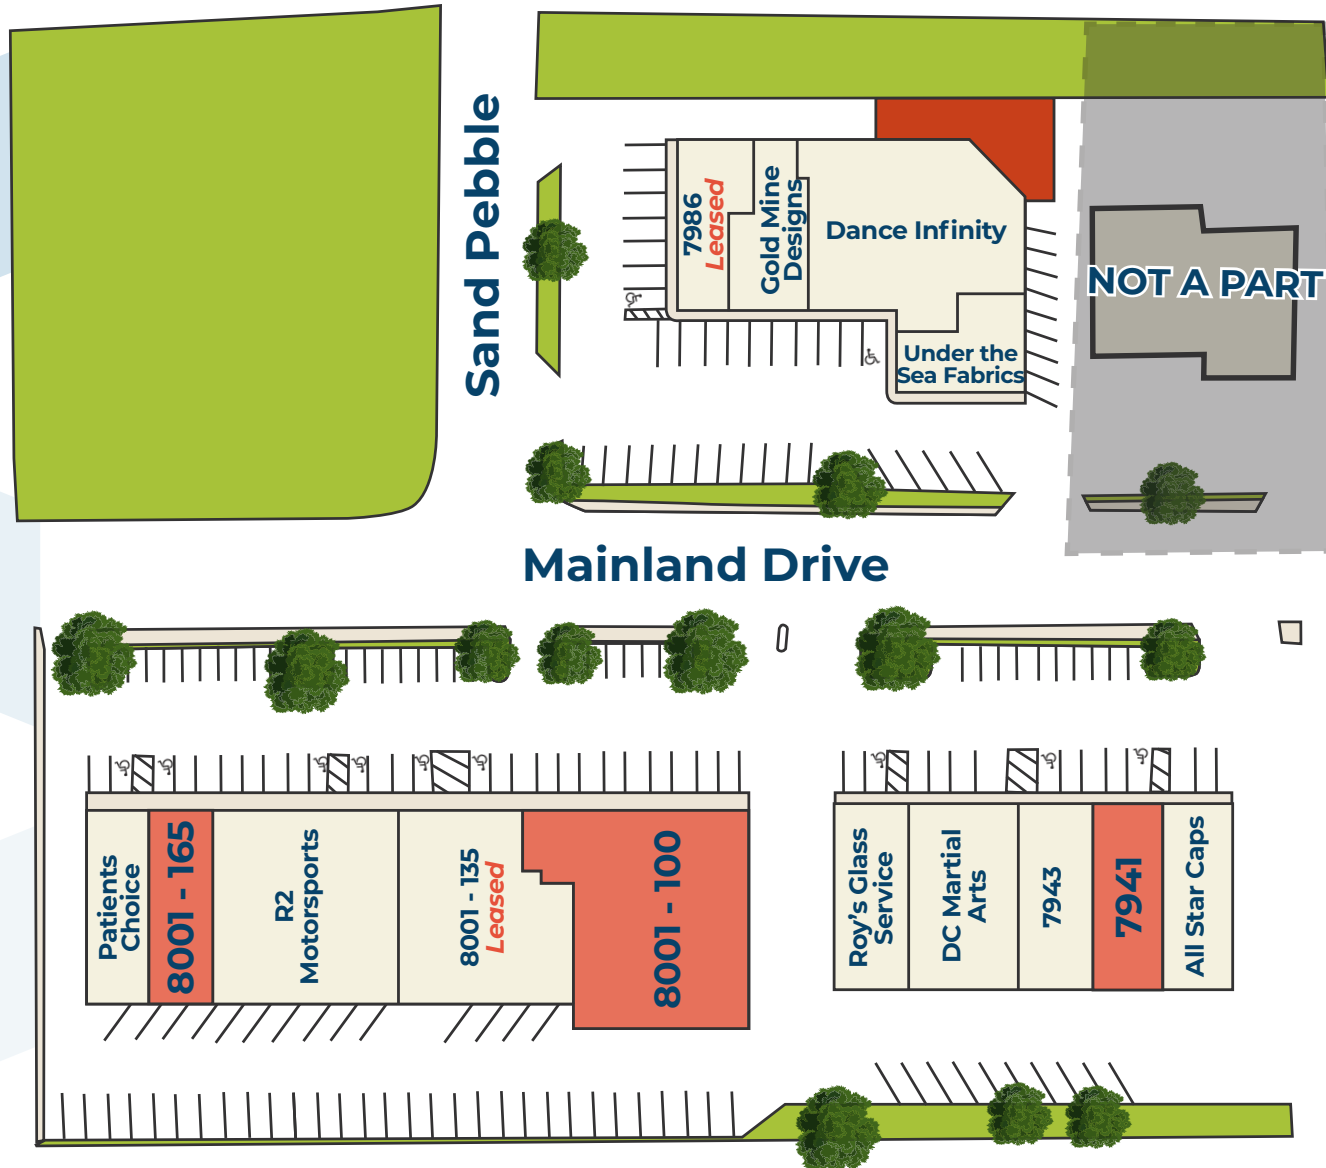 Sand Pebble
7986
Leased
Gold Mine
Designs
Dance Infinity
Under the
Sea Fabrics
NOT A PART
Mainland Drive
Patients
Choice
8001 - 165
R2
Motorsports
8001 - 135
Leased
8001 - 100
Roy's Glass
Service
DC Martial
Arts
7943
7941
All Star Caps